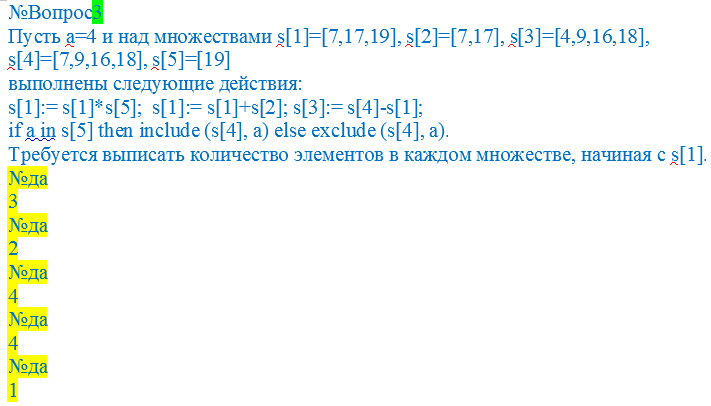 №Вопрос3
Пусть а=4 и над множествами s[1]=[7,17,19], s[2]=[7,17], s[3]=[4,9,16,18],
s[4]=[7,9,16,18], s[5]=[19]
выполнены следующие действия:
s[1]:= s[1]*s[5];  s[1]:= s[1]+s[2]; s[3]:= s[4]-s[1];
if a in s[5] then include (s[4], a) else exclude (s[4], a).
Требуется выписать количество элементов в каждом множестве, начиная с s[1].
№да
3
№да
2
№да
4
№да
4
№да
1